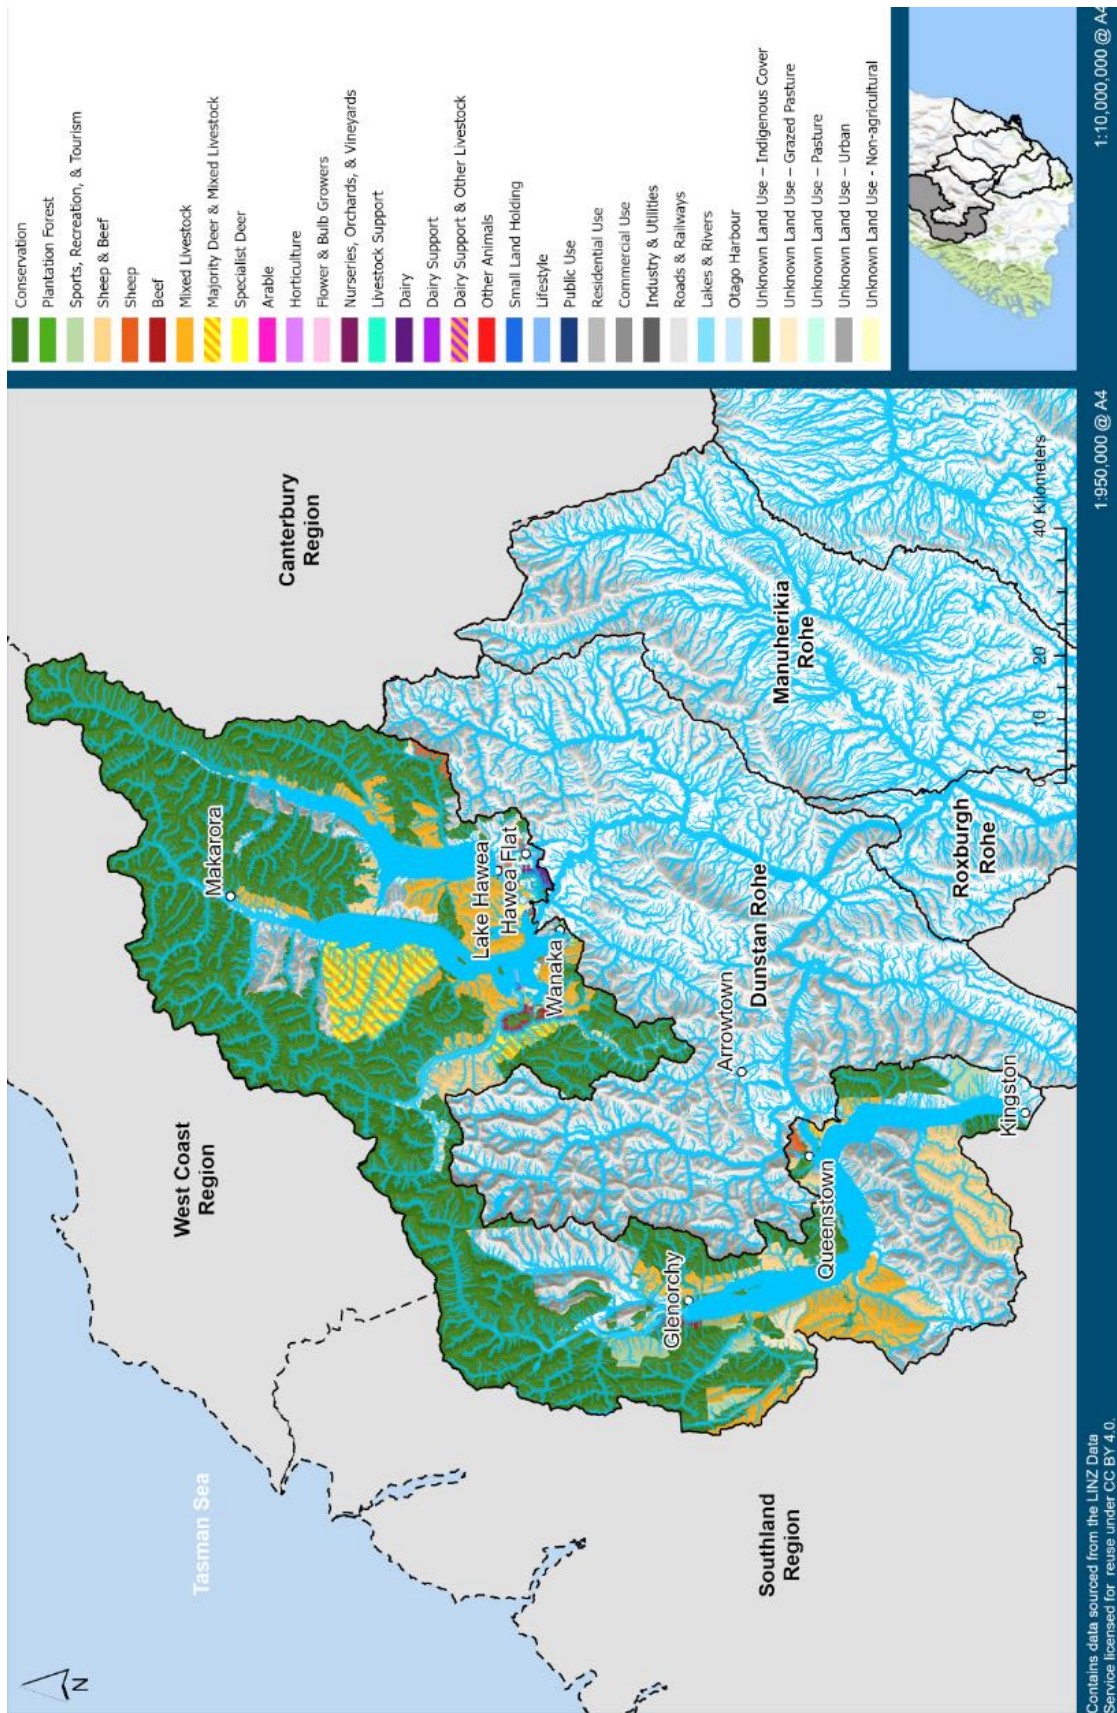 N
Tasman Sea
West Coast
Region
Canterbury
Region
Southland
Region
Makarora
Lake Hawear
Hawea Flat
Wanaka
Glenorchy
Queenstown
Arrowtown
Kingston
Dunstan Rohe
Manuherikia
Rohe
Roxburgh
Rohe
0 10 20 40 Kilometers
Conservation
Plantation Forest
Sports, Recreation, & Tourism
Sheep & Beef
Sheep
Beef
Mixed Livestock
Majority Deer & Mixed Livestock
Specialist Deer
Arable
Horticulture
Flower & Bulb Growers
Nurseries, Orchards, & Vineyards
Livestock Support
Dairy
Dairy Support
Dairy Support & Other Livestock
Other Animals
Small Land Holding
Lifestyle
Public Use
Residential Use
Commercial Use
Industry & Utilities
Roads & Railways
Lakes & Rivers
Otago Harbour
Unknown Land Use – Indigenous Cover
Unknown Land Use – Grazed Pasture
Unknown Land Use – Pasture
Unknown Land Use – Urban
Unknown Land Use - Non-agricultural
Contains data sourced from the LINZ Data
Service licensed for reuse under CC BY 4.0.
1:950,000 @ A4
1:10,000,000 @ A4